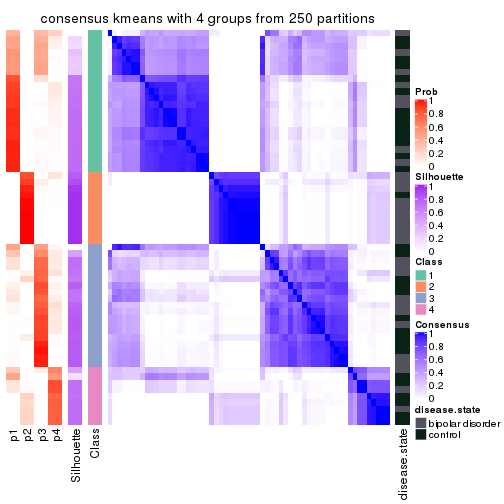 consensus kmeans with 4 groups from 250 partitions
Prob
1
0.8
0.6
0.4
0.2
0
Silhouette
1
0.8
0.6
0.4
0.2
0
Class
1
2
3
4
Consensus
1
0.8
0.6
0.4
0.2
0
disease.state
bipolar disorder
control
p1
p2
p3
p4
Silhouette
Class
disease.state